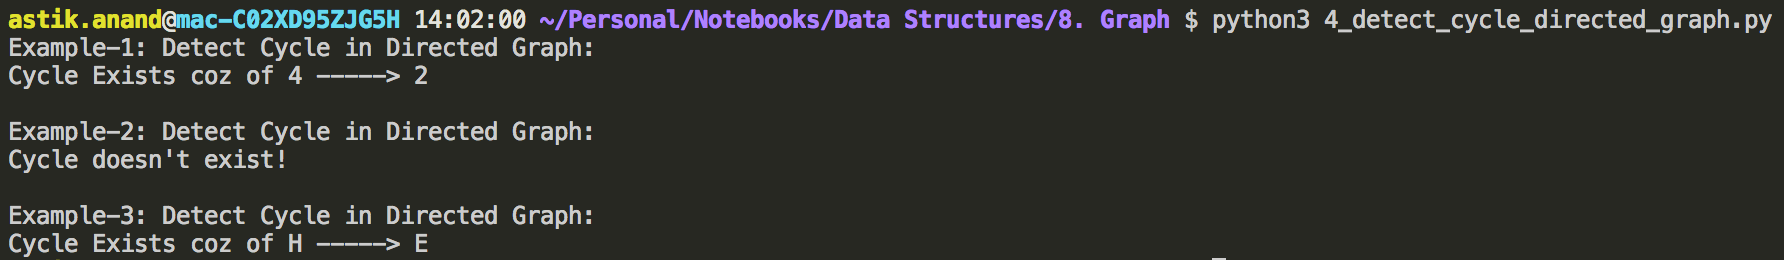 astik.anand@mac-C02XD95ZJG5H 14:02:00 ~/Personal/Notebooks/Data Structures/8. Graph $ python3 4_detect_cycle_directed_graph.py
Example-1: Detect Cycle in Directed Graph:
Cycle Exists coz of 4 -----> 2
Example-2: Detect Cycle in Directed Graph:
Cycle doesn't exist!
Example-3: Detect Cycle in Directed Graph:
Cycle Exists coz of H -----> E